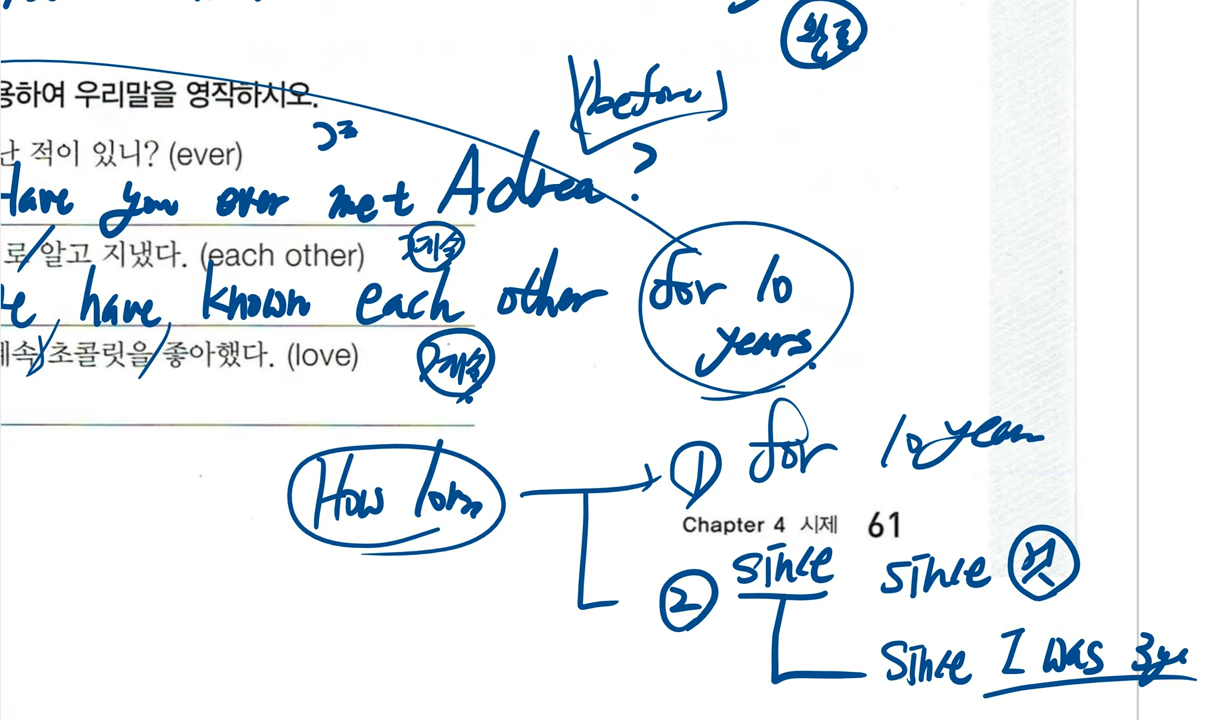 완료
[before]
용하여 우리말을 영작하시오.
난 적이 있니? (ever)
Have you ever met Adrea?
로 알고 지냈다. (each other)
계속
have known each other for 10
years.
계속 초콜릿을 좋아했다. (love)
계속
How long
① for 10 year
Chapter 4 시제 61
② since since
since I was 3ye